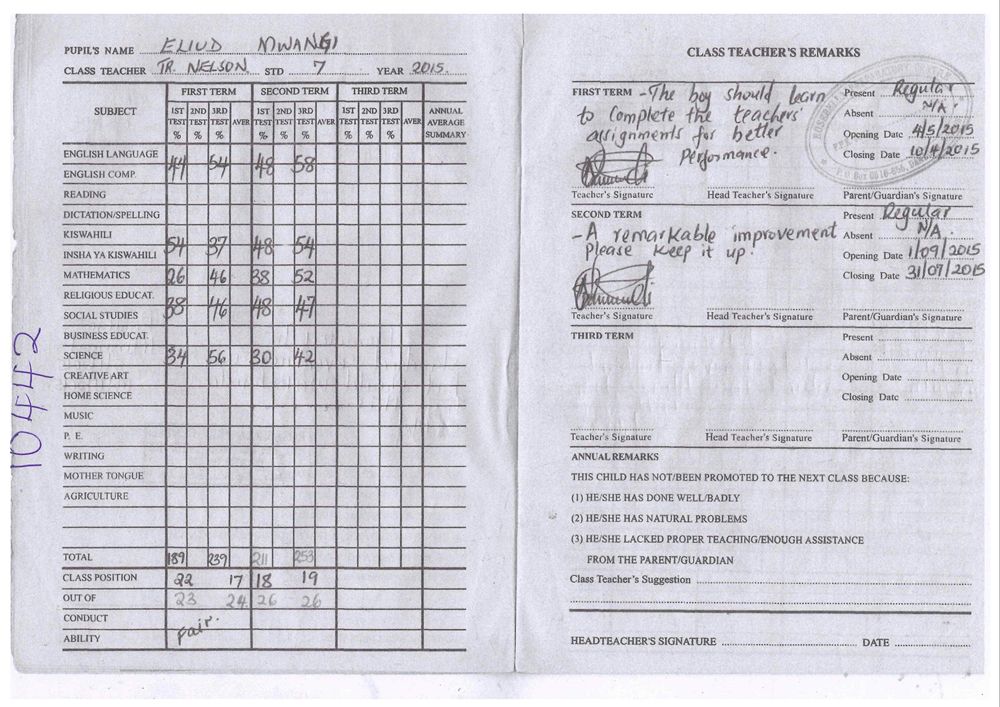 PUPIL'S NAME ELIUD MWANGI
CLASS TEACHER TR. NELSON STD 7 YEAR 2015
SUBJECT FIRST TERM SECOND TERM THIRD TERM ANNUAL AVERAGE SUMMARY
1ST TEST % 2ND TEST % 3RD TEST % AVER 1ST TEST % 2ND TEST % 3RD TEST % AVER 1ST TEST % 2ND TEST % 3RD TEST % AVER
ENGLISH LANGUAGE
ENGLISH COMP. 44 54 48 58
READING
DICTATION/SPELLING
KISWAHILI
INSHA YA KISWAHILI 54 37 48 54
MATHEMATICS 26 46 38 52
RELIGIOUS EDUCAT.
SOCIAL STUDIES 38 46 48 47
BUSINESS EDUCAT.
SCIENCE 34 56 30 42
CREATIVE ART
HOME SCIENCE
MUSIC
P. E.
WRITING
MOTHER TONGUE
AGRICULTURE
TOTAL 189 239 211 253
CLASS POSITION 22 17 18 19
OUT OF 23 24 26 26
CONDUCT
ABILITY Fair.
10442
CLASS TEACHER'S REMARKS
FIRST TERM - The boy should learn
to complete the teachers'
assignments for better
performance.
Present Regular
Absent N/A.
Opening Date 4/5/2015
Closing Date 10/4/2015
Teacher's Signature Head Teacher's Signature Parent/Guardian's Signature
SECOND TERM
- A remarkable improvement
Please keep it up.
Present Regular
Absent N/A.
Opening Date 1/09/2015
Closing Date 31/07/2015
Teacher's Signature Head Teacher's Signature Parent/Guardian's Signature
THIRD TERM
Present
Absent
Opening Date
Closing Date
Teacher's Signature Head Teacher's Signature Parent/Guardian's Signature
ANNUAL REMARKS
THIS CHILD HAS NOT/BEEN PROMOTED TO THE NEXT CLASS BECAUSE:
(1) HE/SHE HAS DONE WELL/BADLY
(2) HE/SHE HAS NATURAL PROBLEMS
(3) HE/SHE LACKED PROPER TEACHING/ENOUGH ASSISTANCE
FROM THE PARENT/GUARDIAN
Class Teacher's Suggestion
HEADTEACHER'S SIGNATURE DATE